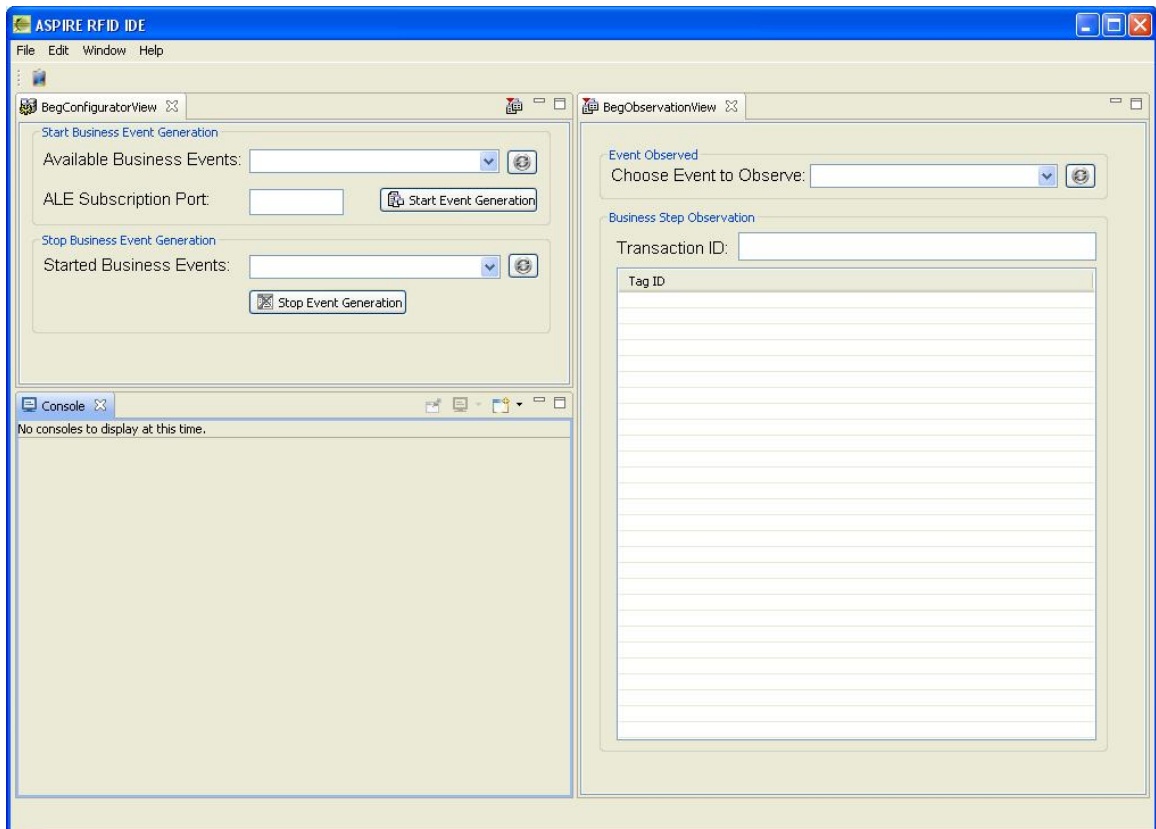 ASPIRE RFID IDE
File Edit Window Help
BegConfiguratorView
Start Business Event Generation
Available Business Events:
ALE Subscription Port:
Start Event Generation
Stop Business Event Generation
Started Business Events:
Stop Event Generation
Console
No consoles to display at this time.
BegObservationView
Event Observed
Choose Event to Observe:
Business Step Observation
Transaction ID:
Tag ID